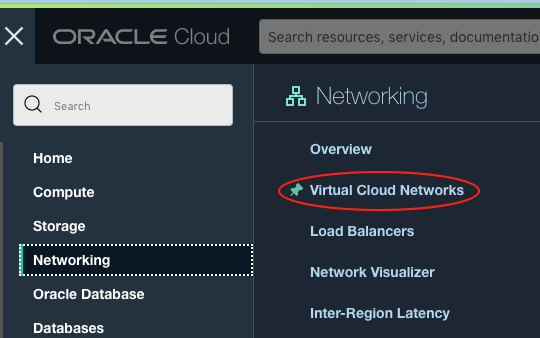 ORACLE Cloud
Search resources, services, documentatio
Search
Home
Compute
Storage
Networking
Oracle Database
Databases
Networking
Overview
Virtual Cloud Networks
Load Balancers
Network Visualizer
Inter-Region Latency